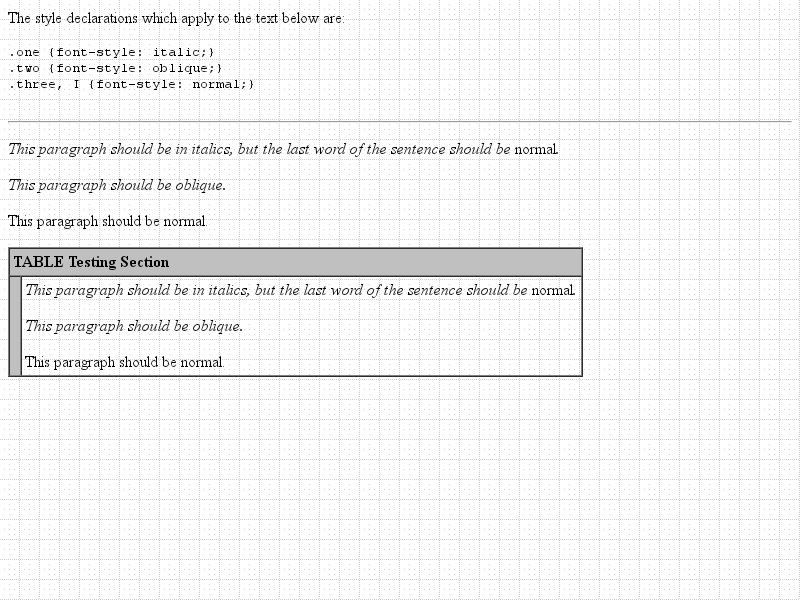 The style declarations which apply to the text below are:
.one {font-style: italic;}
.two {font-style: oblique;}
.three, I {font-style: normal;}
This paragraph should be in italics, but the last word of the sentence should be normal.
This paragraph should be oblique.
This paragraph should be normal.
TABLE Testing Section
This paragraph should be in italics, but the last word of the sentence should be normal.
This paragraph should be oblique.
This paragraph should be normal.